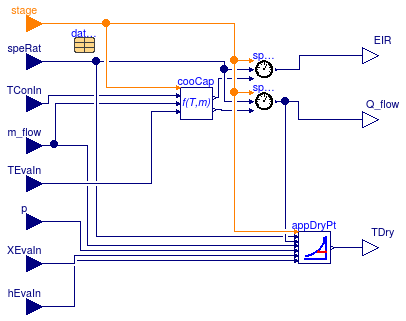 stage
EIR
speRat
dat...
sp...
TConIn
cooCap
f(T,m)
sp...
Q_flow
m_flow
TEvaIn
p
appDryPt
TDry
XEvaIn
hEvaIn